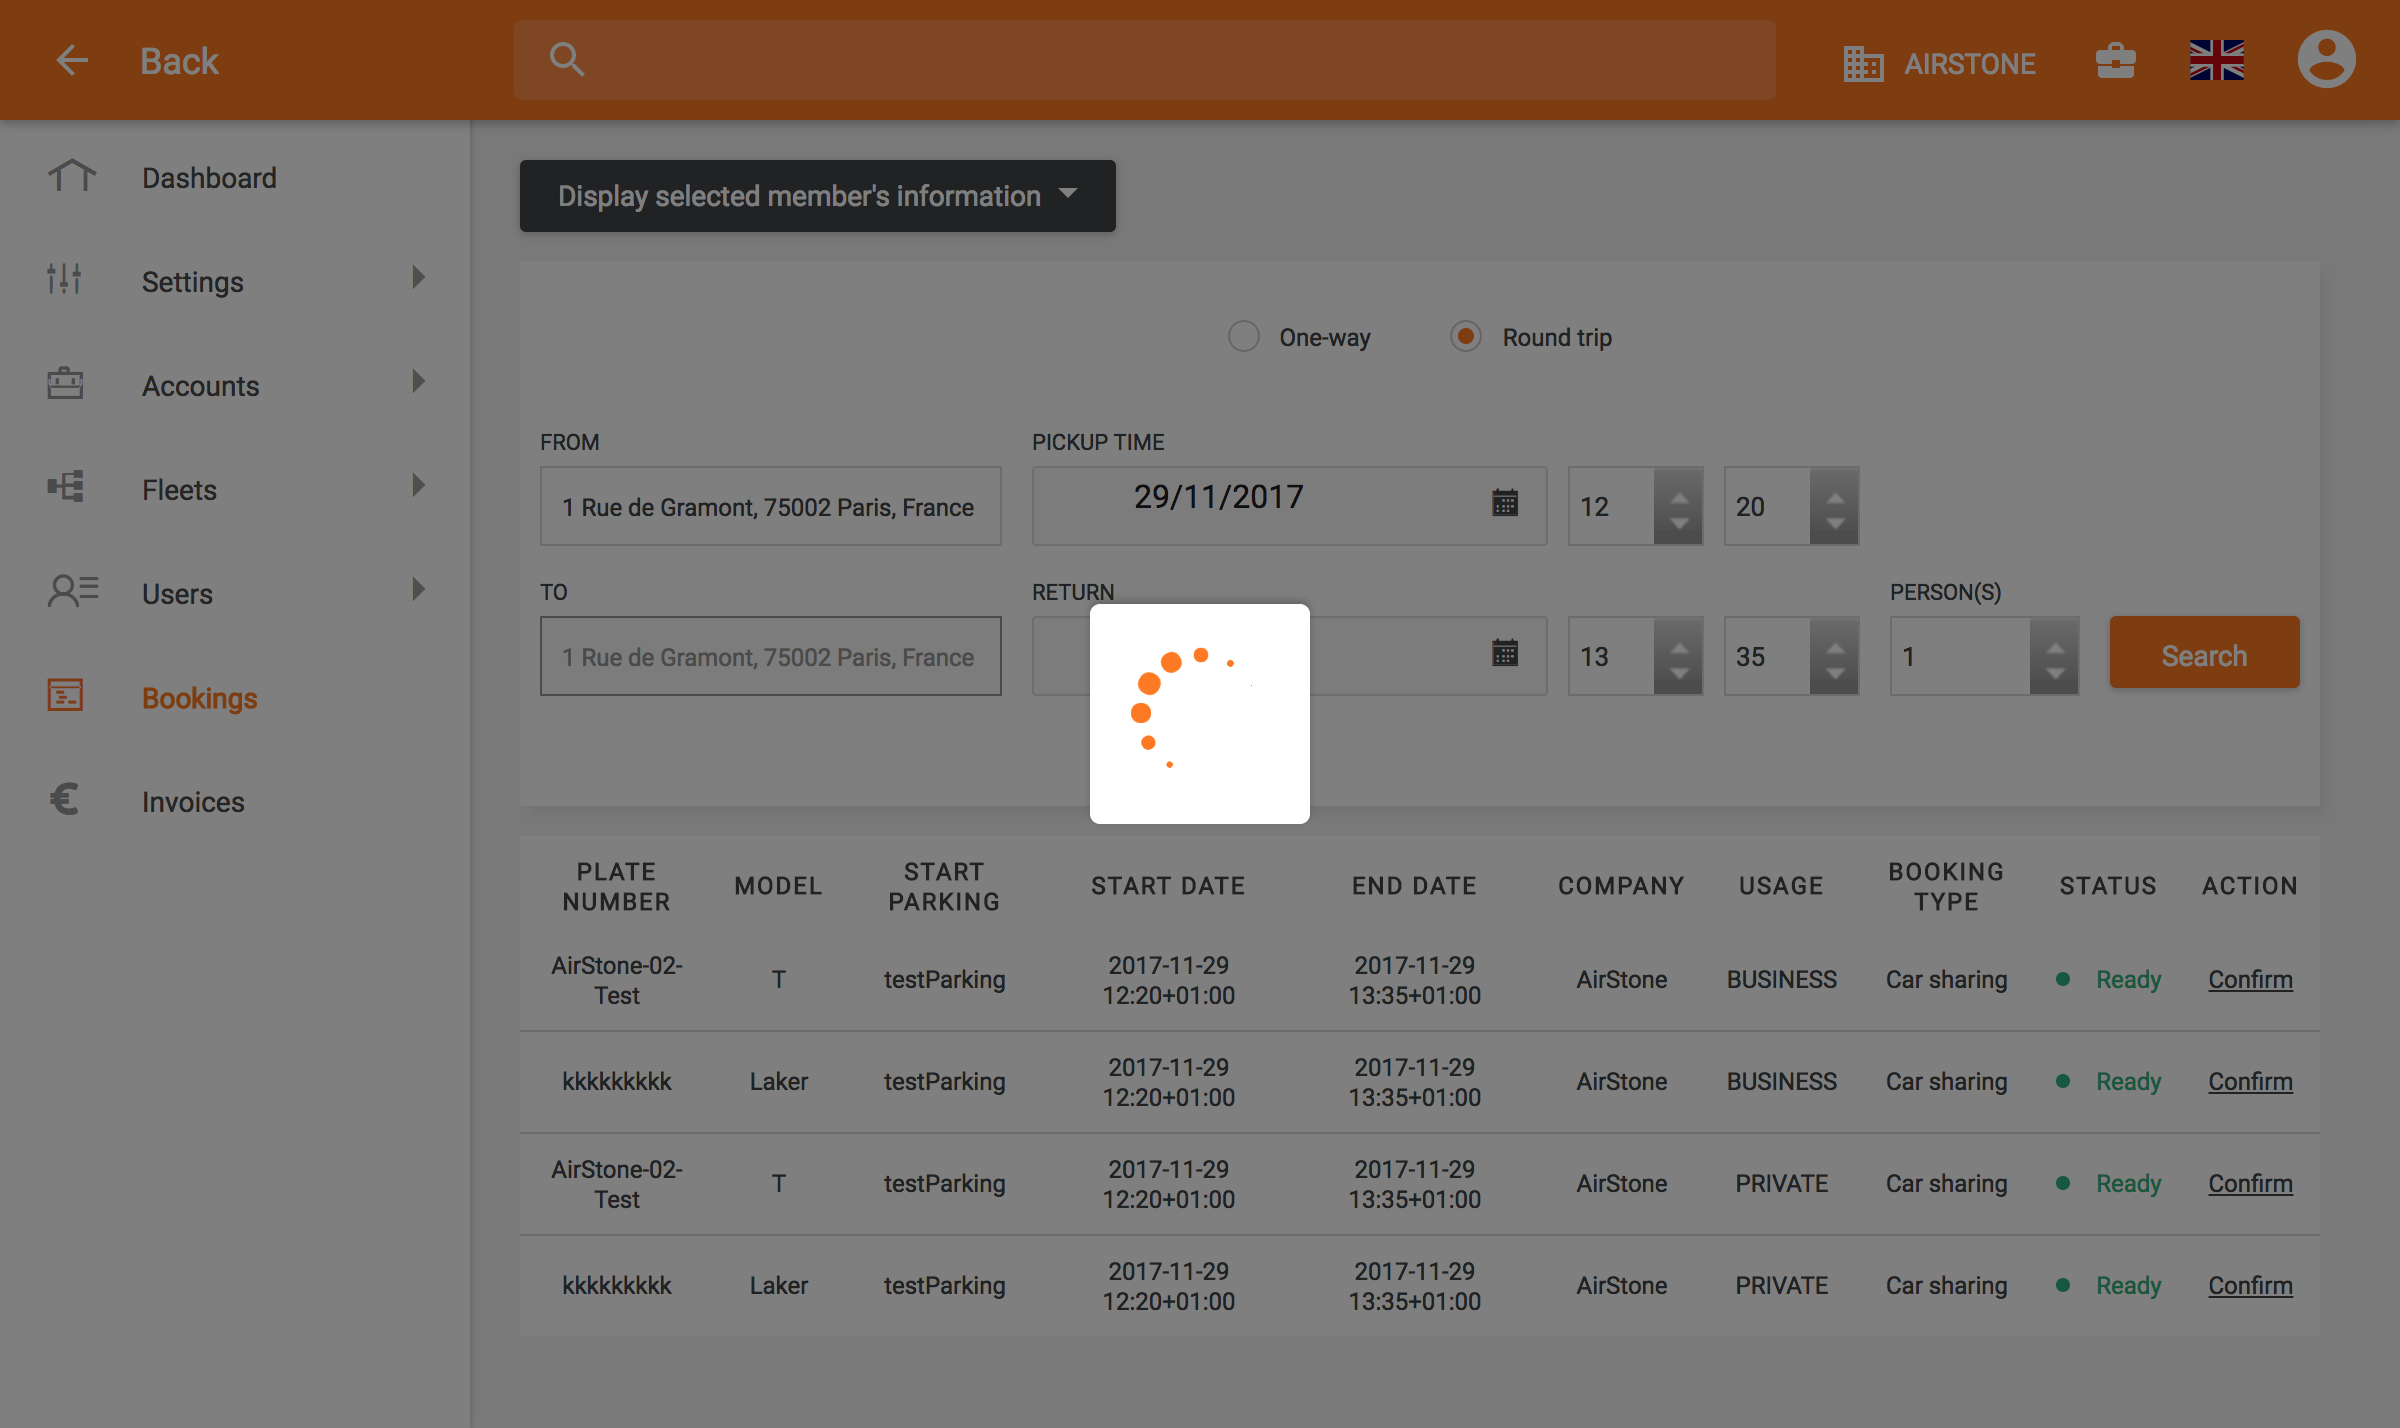 Back
AIRSTONE
Dashboard
Settings
Accounts
Fleets
Users
Bookings
€ Invoices
Display selected member's information
One-way Round trip
FROM PICKUP TIME
1 Rue de Gramont, 75002 Paris, France 29/11/2017 12 20
TO RETURN PERSON(S)
1 Rue de Gramont, 75002 Paris, France 13 35 1 Search
PLATE NUMBER MODEL START PARKING START DATE END DATE COMPANY USAGE BOOKING TYPE STATUS ACTION
AirStone-02-Test T testParking 2017-11-29 12:20+01:00 2017-11-29 13:35+01:00 AirStone BUSINESS Car sharing Ready Confirm
kkkkkkkkk Laker testParking 2017-11-29 12:20+01:00 2017-11-29 13:35+01:00 AirStone BUSINESS Car sharing Ready Confirm
AirStone-02-Test T testParking 2017-11-29 12:20+01:00 2017-11-29 13:35+01:00 AirStone PRIVATE Car sharing Ready Confirm
kkkkkkkkk Laker testParking 2017-11-29 12:20+01:00 2017-11-29 13:35+01:00 AirStone PRIVATE Car sharing Ready Confirm